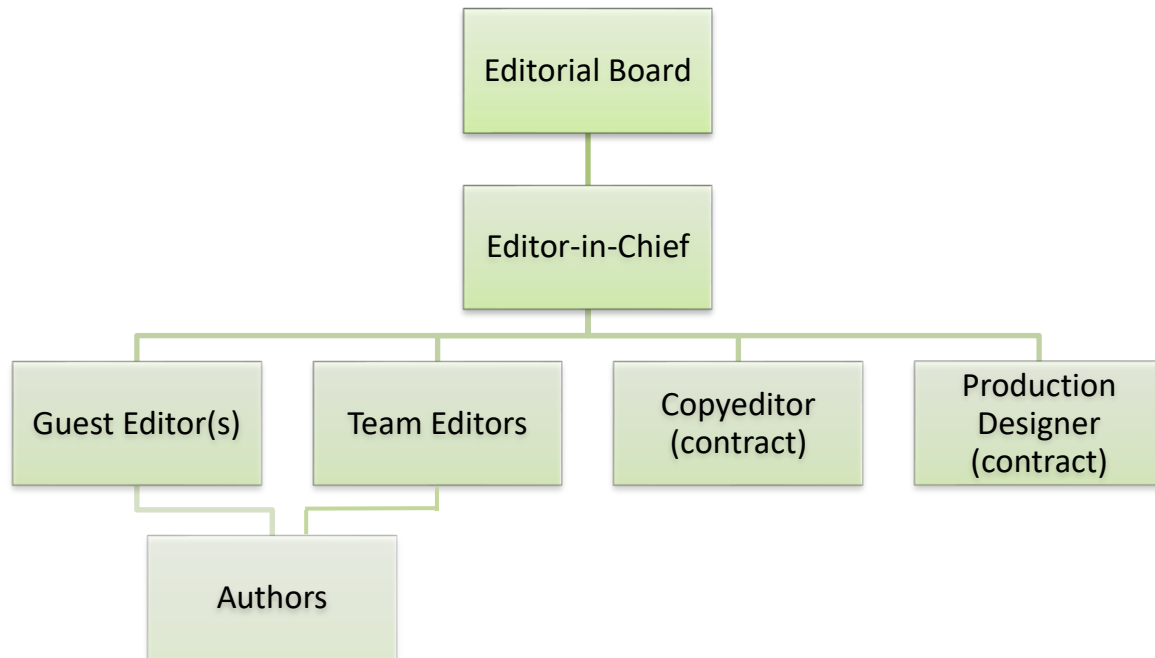 Editorial Board
Editor-in-Chief
Guest Editor(s)
Team Editors
Copyeditor
(contract)
Production
Designer
(contract)
Authors